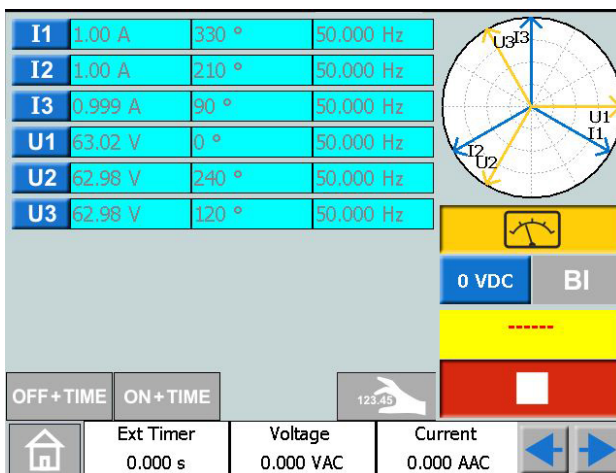 I1 1.00 A 330 ° 50.000 Hz
I2 1.00 A 210 ° 50.000 Hz
I3 0.999 A 90 ° 50.000 Hz
U1 63.02 V 0 ° 50.000 Hz
U2 62.98 V 240 ° 50.000 Hz
U3 62.98 V 120 ° 50.000 Hz
U3 I3
U1
I1
I2
U2
0 VDC BI
------
OFF+TIME ON+TIME 123.45
Ext Timer Voltage Current
0.000 s 0.000 VAC 0.000 AAC